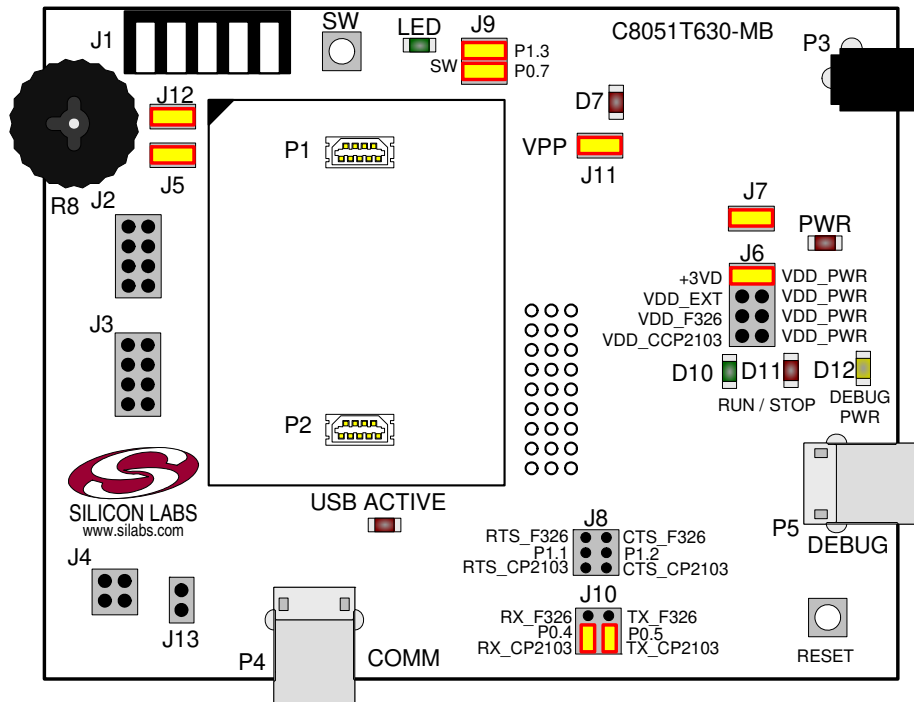 SW
LED
J9
C8051T630-MB
J1
P3
P1.3
SW
P0.7
J12
D7
P1
VPP
J11
J5
R8
J2
J7
PWR
J6
+3VD
VDD_PWR
VDD_EXT
VDD_PWR
VDD_F326
VDD_PWR
VDD_CCP2103
VDD_PWR
J3
D10
D11
D12
RUN / STOP
DEBUG
PWR
P2
SILICON LABS
www.silabs.com
USB ACTIVE
J8
RTS_F326
CTS_F326
P1.1
P1.2
RTS_CP2103
CTS_CP2103
P5
DEBUG
J4
J13
J10
RX_F326
TX_F326
P0.4
P0.5
RX_CP2103
TX_CP2103
P4
COMM
RESET